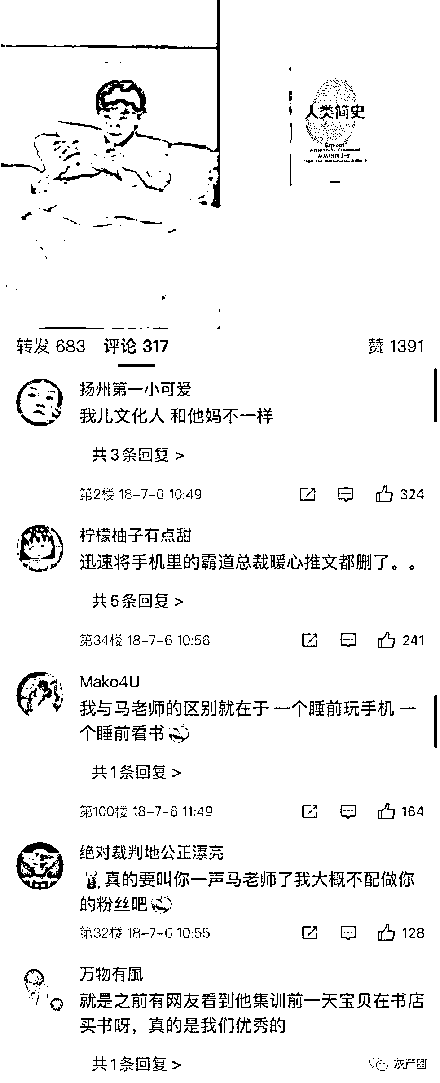 人类简史
转发 683 评论 317 赞 1391
扬州第一小可爱
我儿文化人 和他妈不一样
共3条回复 >
第2楼 18-7-6 10:49 324
柠檬柚子有点甜
迅速将手机里的霸道总裁暖心推文都删了。。
共5条回复 >
第34楼 18-7-6 10:56 241
Mako4U
我与马老师的区别就在于 一个睡前玩手机 一
个睡前看书
共1条回复 >
第100楼 18-7-6 11:49 164
绝对裁判地公正漂亮
真的要叫你一声马老师了我大概不配做你
的粉丝吧
第32楼 18-7-6 10:55 128
万物有風
就是之前有网友看到他集训前一天宝贝在书店
买书呀，真的是我们优秀的
共1条回复 >
灰产圈